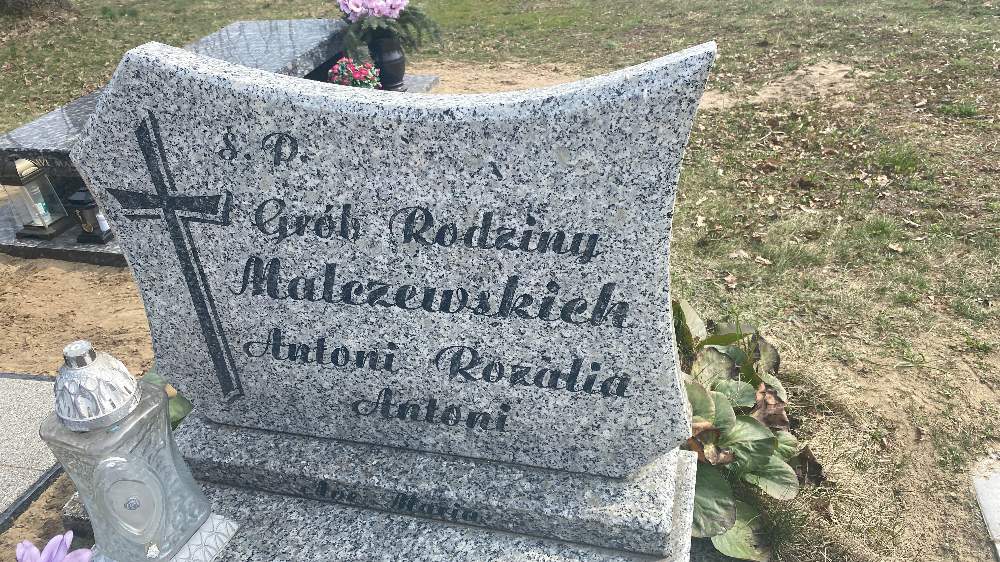 Ś. P.
Grób Rodziny
Malczewskich
Antoni Rozalia
Antoni
Ave Maria